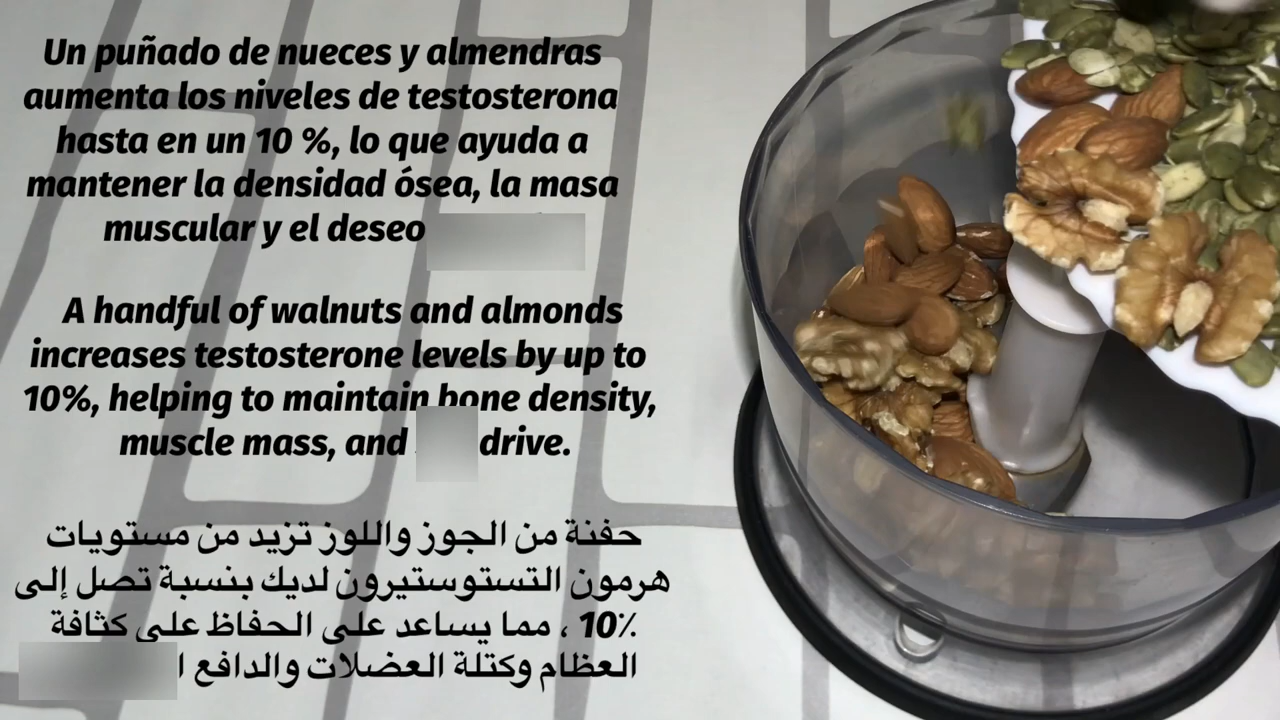 Un puñado de nueces y almendras
aumenta los niveles de testosterona
hasta en un 10 %, lo que ayuda a
mantener la densidad ósea, la masa
muscular y el deseo
A handful of walnuts and almonds
increases testosterone levels by up to
10%, helping to maintain bone density,
muscle mass, and drive.
حفنة من الجوز واللوز تزيد من مستويات
هرمون التستوستيرون لديك بنسبة تصل إلى
10٪ ، مما يساعد على الحفاظ على كثافة
العظام وكتلة العضلات والدافع